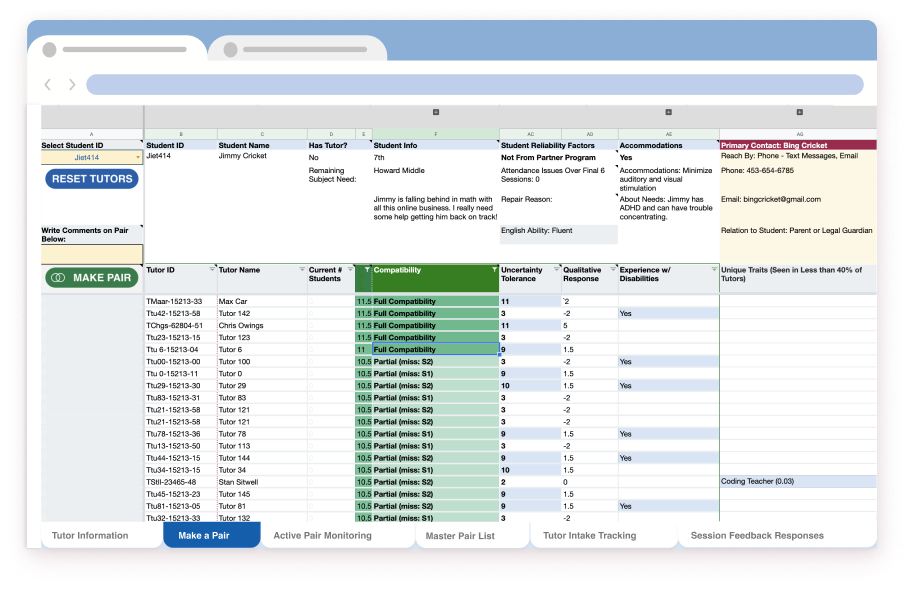 A B C D E F AC AD AE AG
Select Student ID Student ID Student Name Has Tutor? Student Info Student Reliability Factors Accommodations Primary Contact: Bing Cricket
Jiet414 Jiet414 Jimmy Cricket No 7th Not From Partner Program Yes Reach By: Phone - Text Messages, Email
RESET TUTORS
Remaining Subject Need:
Howard Middle
Attendance Issues Over Final 6 Sessions: 0
Accommodations: Minimize auditory and visual stimulation
Phone: 453-654-6785
Jimmy is falling behind in math with all this online business. I really need some help getting him back on track!
Repair Reason:
About Needs: Jimmy has ADHD and can have trouble concentrating.
Email: bingcricket@gmail.com
Write Comments on Pair Below:
English Ability: Fluent
Relation to Student: Parent or Legal Guardian
MAKE PAIR
Tutor ID Tutor Name Current # Students Compatibility Uncertainty Tolerance Qualitative Response Experience w/ Disabilities Unique Traits (Seen in Less than 40% of Tutors)
TMaar-15213-33 Max Car 11.5 Full Compatibility 11 `2
Ttu42-15213-58 Tutor 142 11.5 Full Compatibility 3 -2 Yes
TChgs-62804-51 Chris Owings 11.5 Full Compatibility 11 5
Ttu23-15213-15 Tutor 123 11.5 Full Compatibility 3 -2
Ttu 6-15213-04 Tutor 6 11 Full Compatibility 9 1.5
Ttu00-15213-00 Tutor 100 10.5 Partial (miss: S2) 3 -2 Yes
Ttu 0-15213-11 Tutor 0 10.5 Partial (miss: S1) 9 1.5
Ttu29-15213-30 Tutor 29 10.5 Partial (miss: S2) 10 1.5 Yes
Ttu83-15213-31 Tutor 83 10.5 Partial (miss: S1) 3 -2
Ttu21-15213-58 Tutor 121 10.5 Partial (miss: S2) 3 -2
Ttu21-15213-58 Tutor 121 10.5 Partial (miss: S2) 3 -2
Ttu78-15213-36 Tutor 78 10.5 Partial (miss: S1) 9 1.5 Yes
Ttu13-15213-50 Tutor 113 10.5 Partial (miss: S2) 3 -2
Ttu44-15213-15 Tutor 144 10.5 Partial (miss: S2) 9 1.5 Yes
Ttu34-15213-15 Tutor 34 10.5 Partial (miss: S1) 10 1.5
TStil-23465-48 Stan Sitwell 10.5 Partial (miss: S2) 2 0 Coding Teacher (0.03)
Ttu45-15213-23 Tutor 145 10.5 Partial (miss: S2) 9 1.5
Ttu81-15213-05 Tutor 81 10.5 Partial (miss: S2) 9 1.5 Yes
Ttu32-15213-33 Tutor 132 10.5 Partial (miss: S1) 3 -2
Tutor Information Make a Pair Active Pair Monitoring Master Pair List Tutor Intake Tracking Session Feedback Responses